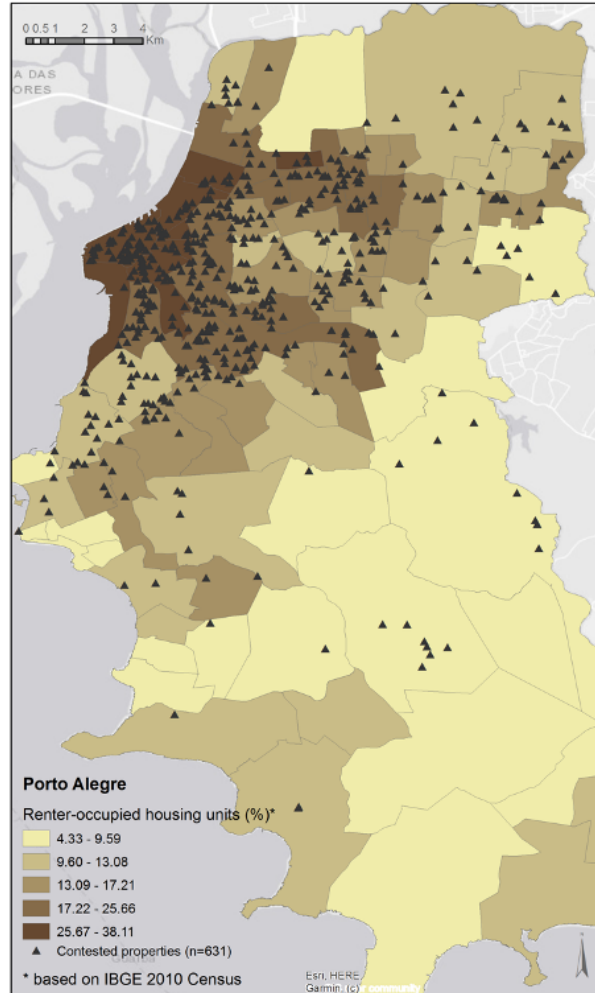 0 0.5 1 2 3 4
Km
A DAS
ORES
Porto Alegre
Renter-occupied housing units (%)*
4.33 - 9.59
9.60 - 13.08
13.09 - 17.21
17.22 - 25.66
25.67 - 38.11
Contested properties (n=631)
* based on IBGE 2010 Census
Esri, HERE,
Garmin, (c) community